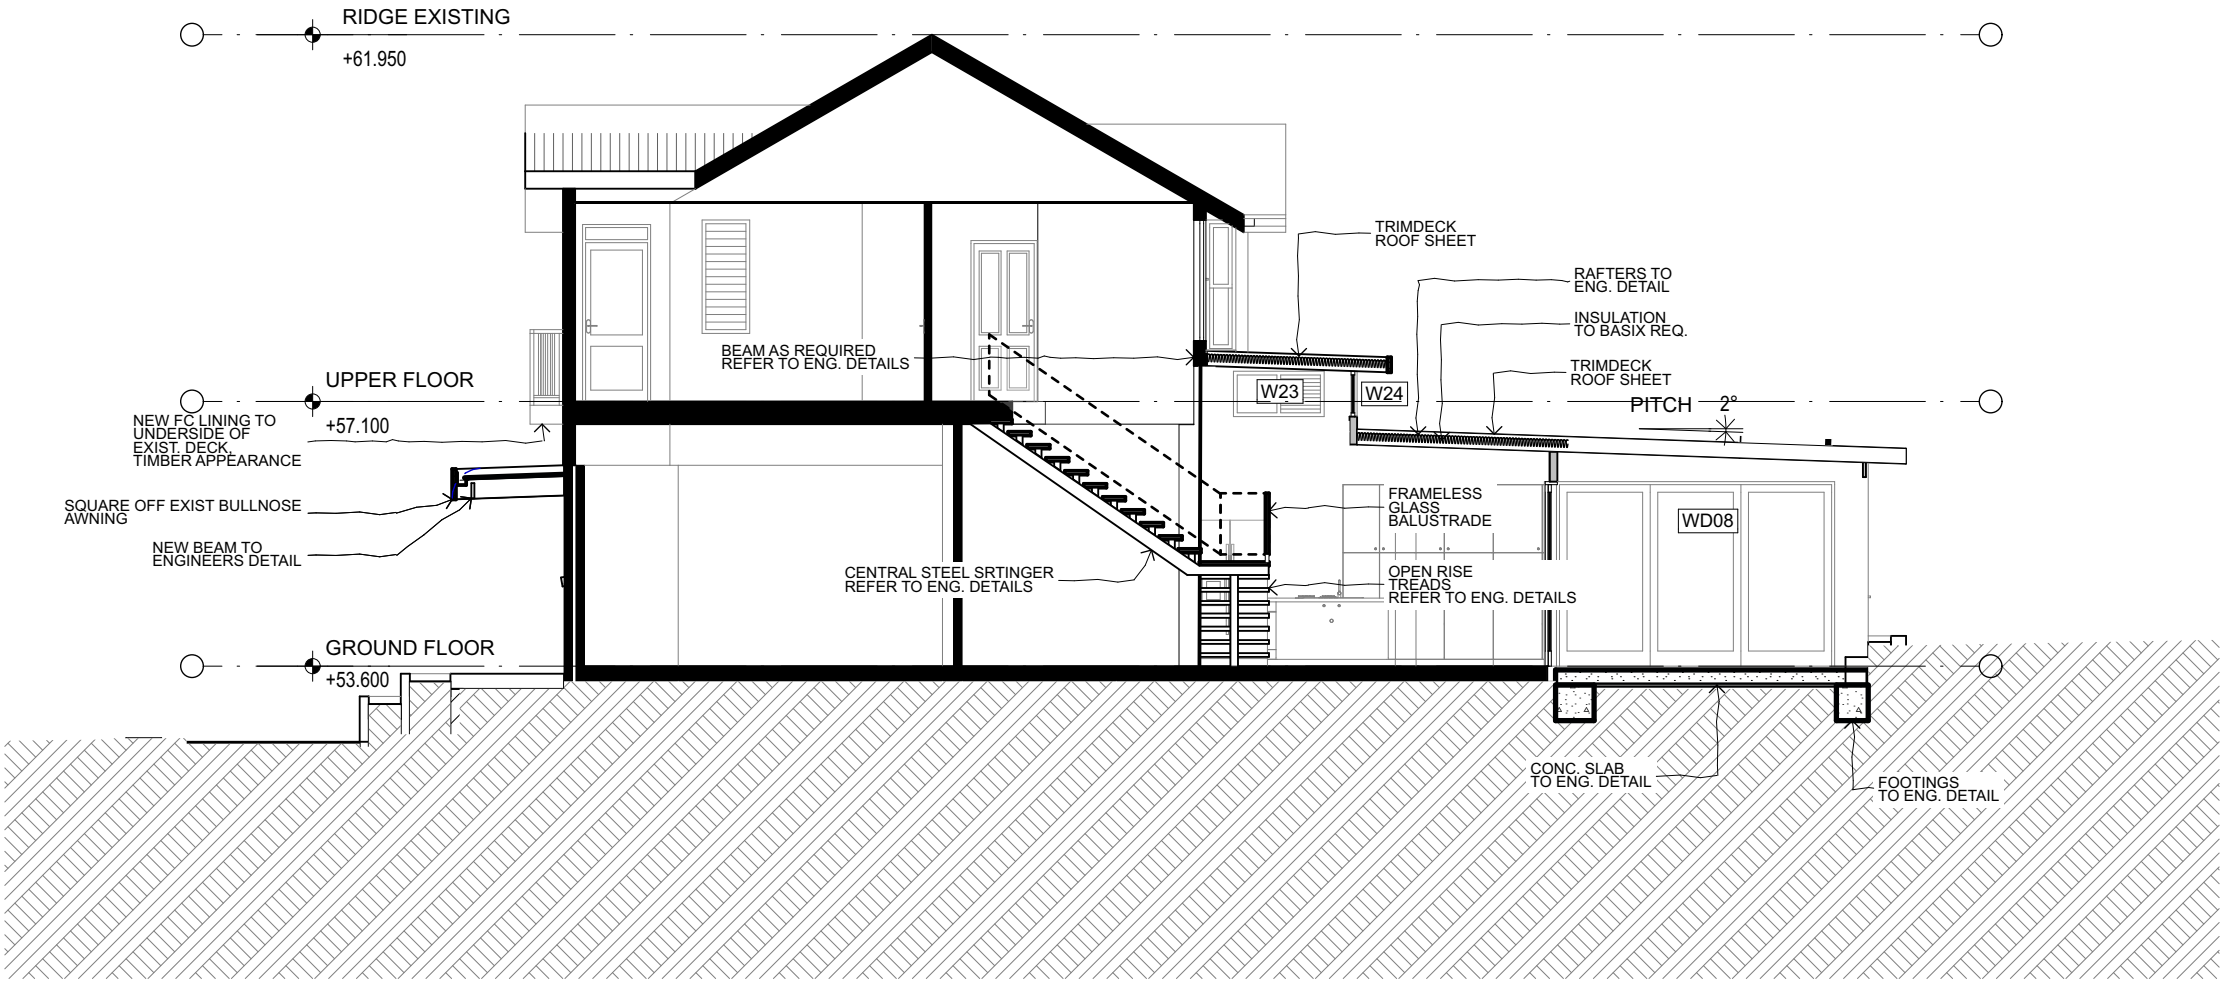 RIDGE EXISTING
+61.950
TRIMDECK
ROOF SHEET
RAFTERS TO
ENG. DETAIL
INSULATION
TO BASIX REQ.
BEAM AS REQUIRED
REFER TO ENG. DETAILS
TRIMDECK
ROOF SHEET
UPPER FLOOR
+57.100
W23
W24
PITCH 2°
NEW FC LINING TO
UNDERSIDE OF
EXIST. DECK,
TIMBER APPEARANCE
SQUARE OFF EXIST BULLNOSE
AWNING
NEW BEAM TO
ENGINEERS DETAIL
FRAMELESS
GLASS
BALUSTRADE
WD08
CENTRAL STEEL SRTINGER
REFER TO ENG. DETAILS
OPEN RISE
TREADS
REFER TO ENG. DETAILS
GROUND FLOOR
+53.600
CONC. SLAB
TO ENG. DETAIL
FOOTINGS
TO ENG. DETAIL